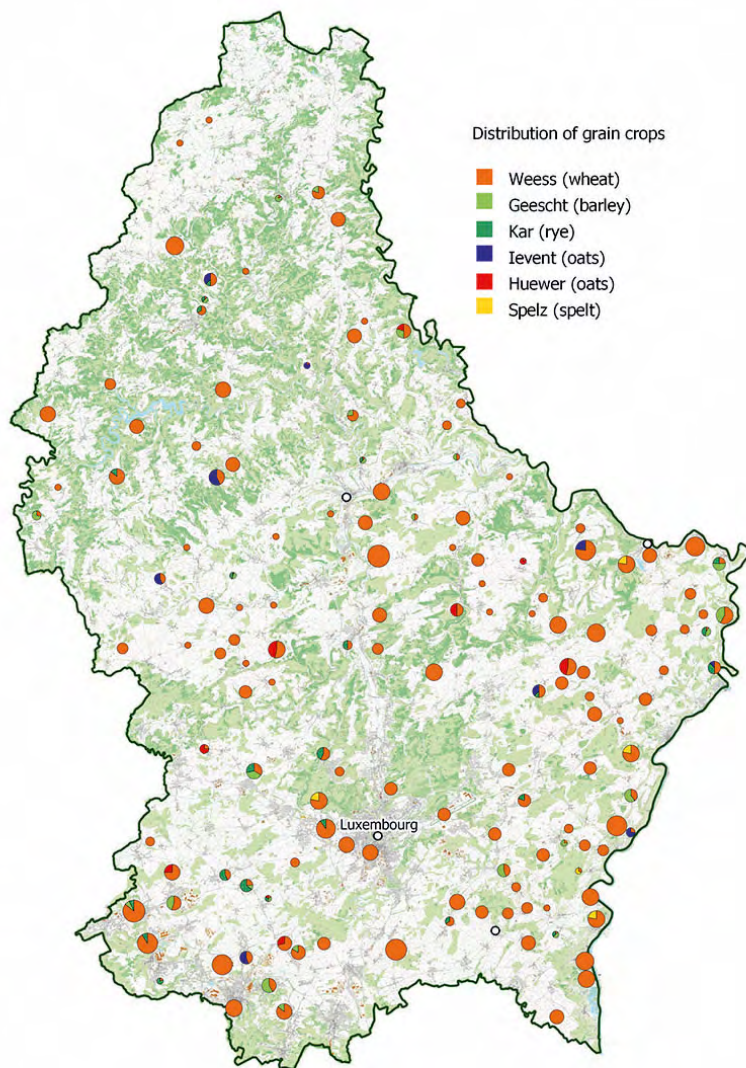 Distribution of grain crops
Weess (wheat)
Geescht (barley)
Kar (rye)
Ievent (oats)
Huewer (oats)
Spelz (spelt)
Luxembourg